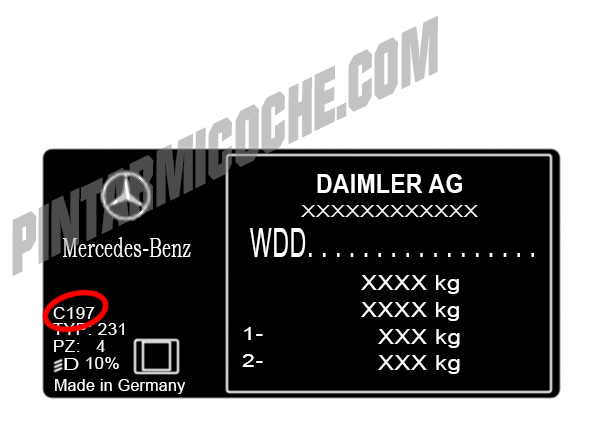 PINTARMICOCHE.COM
Mercedes-Benz
C197
TYP: 231
PZ: 4
D 10%
Made in Germany
DAIMLER AG
XXXXXXXXXXXX
WDD.................
XXXX kg
XXXX kg
1- XXX kg
2- XXX kg